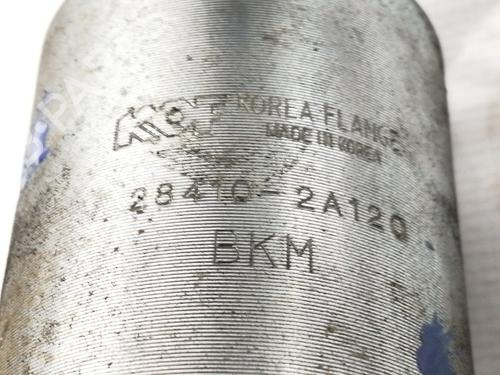 KOREA FLANGE
MADE IN KOREA
28410-2A120
BKM